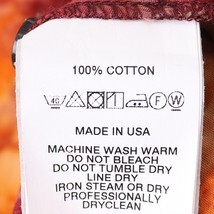 100% COTTON
40 F W
MADE IN USA
MACHINE WASH WARM
DO NOT BLEACH
DO NOT TUMBLE DRY
LINE DRY
IRON STEAM OR DRY
PROFESSIONALLY
DRYCLEAN